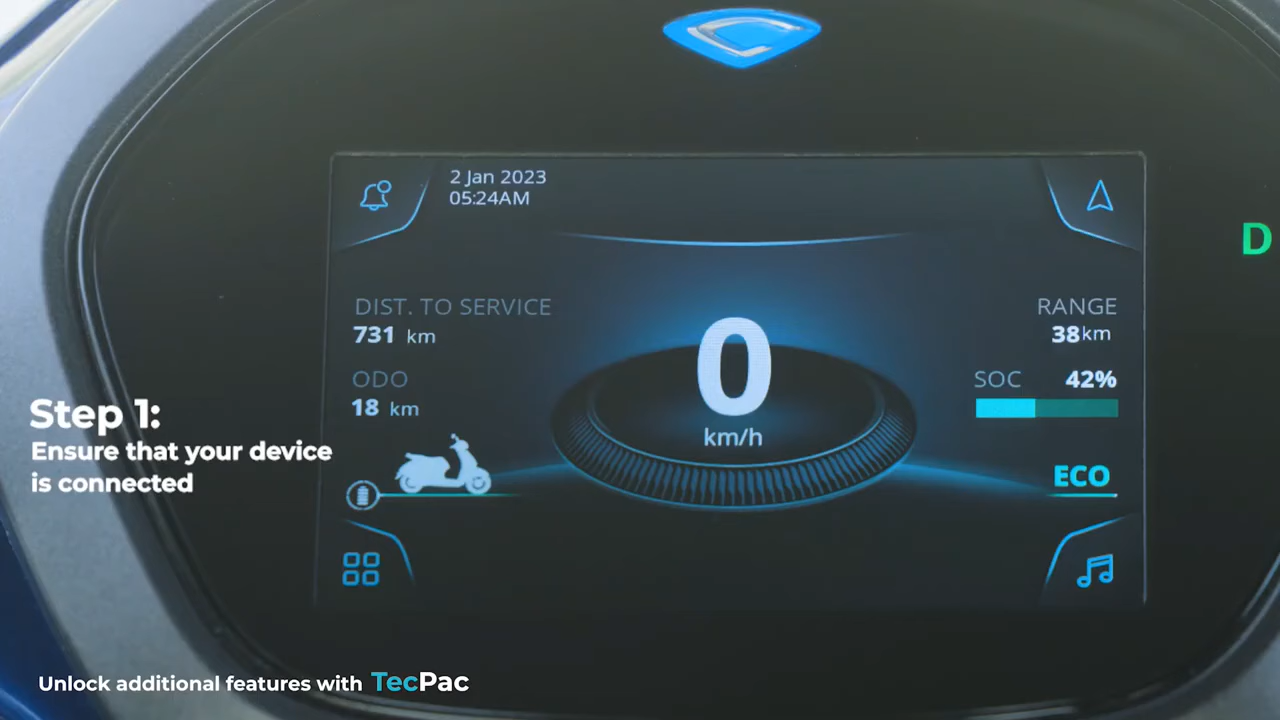 2 Jan 2023
05:24AM
D
DIST. TO SERVICE
731 km
RANGE
38km
0
km/h
ODO
18 km
SOC 42%
Step 1:
Ensure that your device
is connected
ECO
Unlock additional features with TecPac